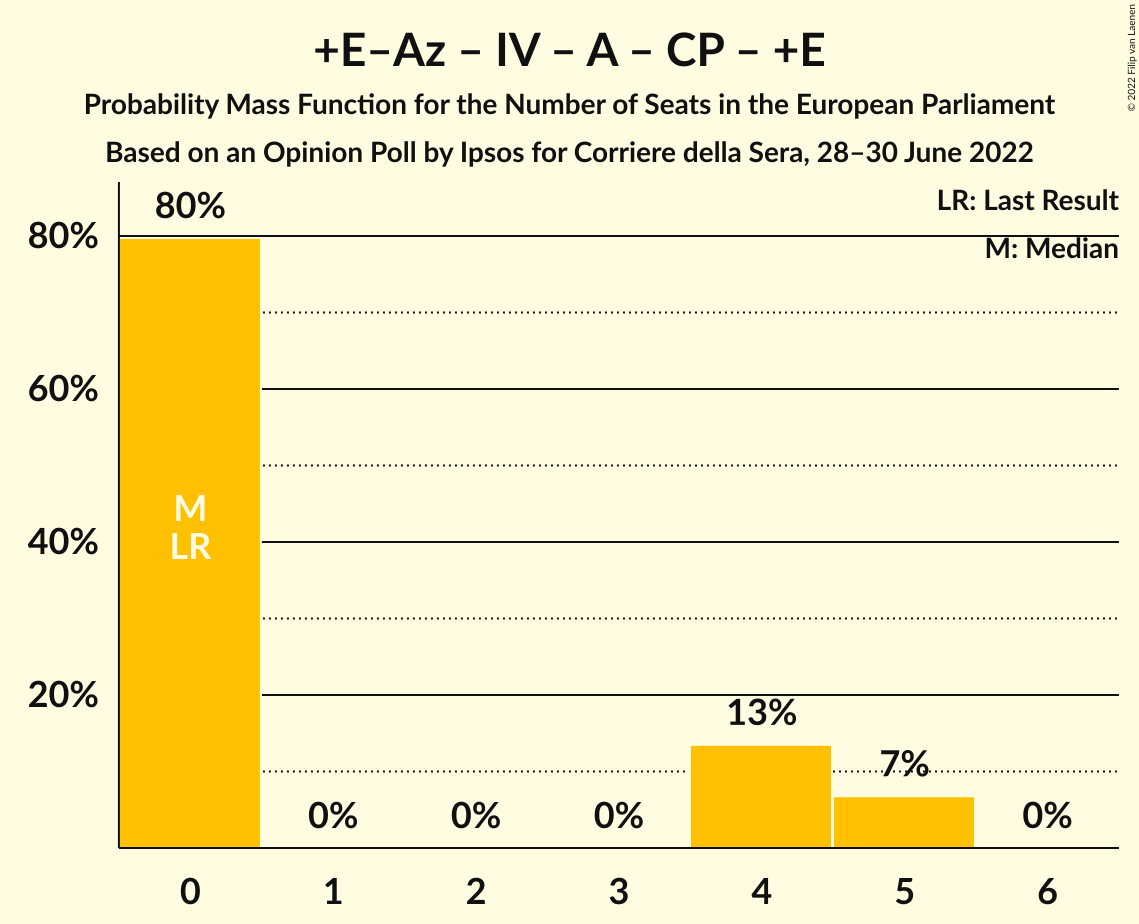 +E–Az – IV – A – CP – +E
Probability Mass Function for the Number of Seats in the European Parliament
Based on an Opinion Poll by Ipsos for Corriere della Sera, 28–30 June 2022
© 2022 Filip van Laenen
LR: Last Result
M: Median
80%
80%
60%
40%
20%
M
LR
0%
0%
0%
13%
7%
0%
0 1 2 3 4 5 6